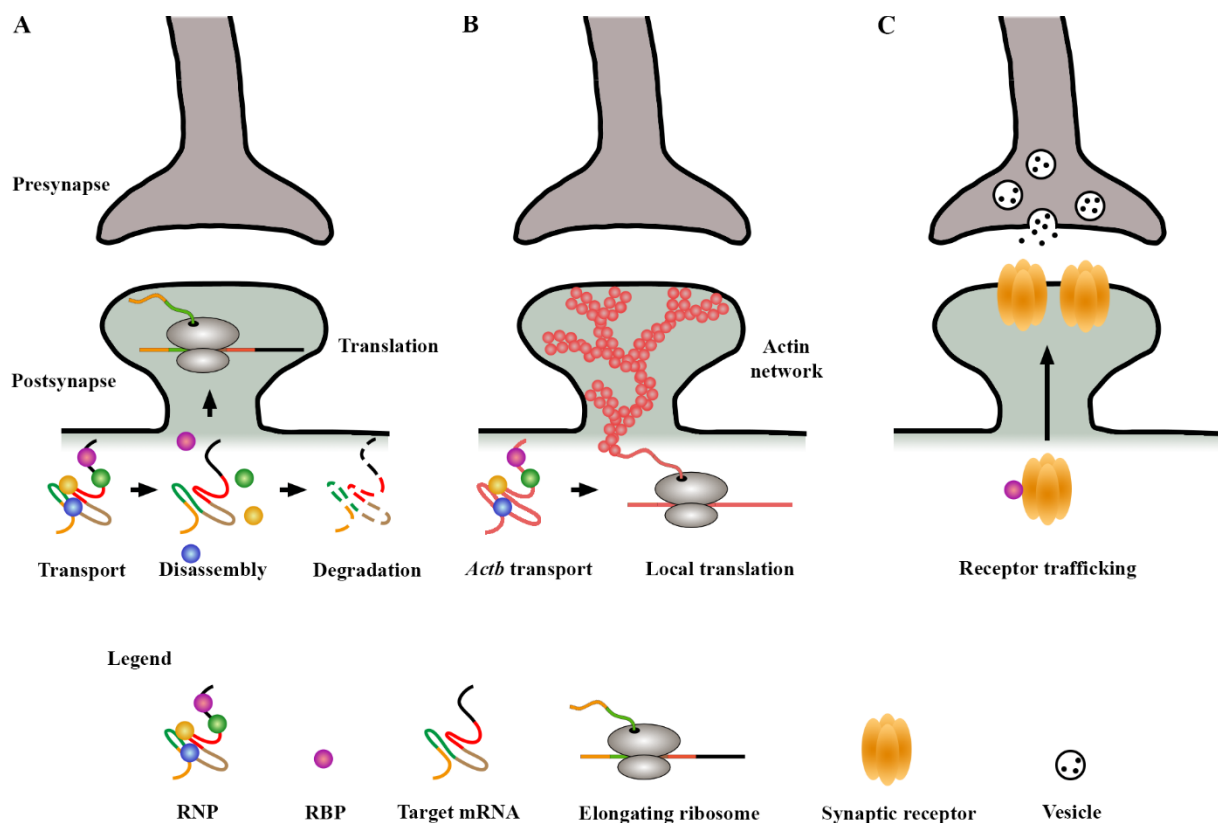 A
B
C
Presynapse
Postsynapse
Translation
Actin
network
Transport
Disassembly
Degradation
Actb transport
Local translation
Receptor trafficking
Legend
RNP
RBP
Target mRNA
Elongating ribosome
Synaptic receptor
Vesicle